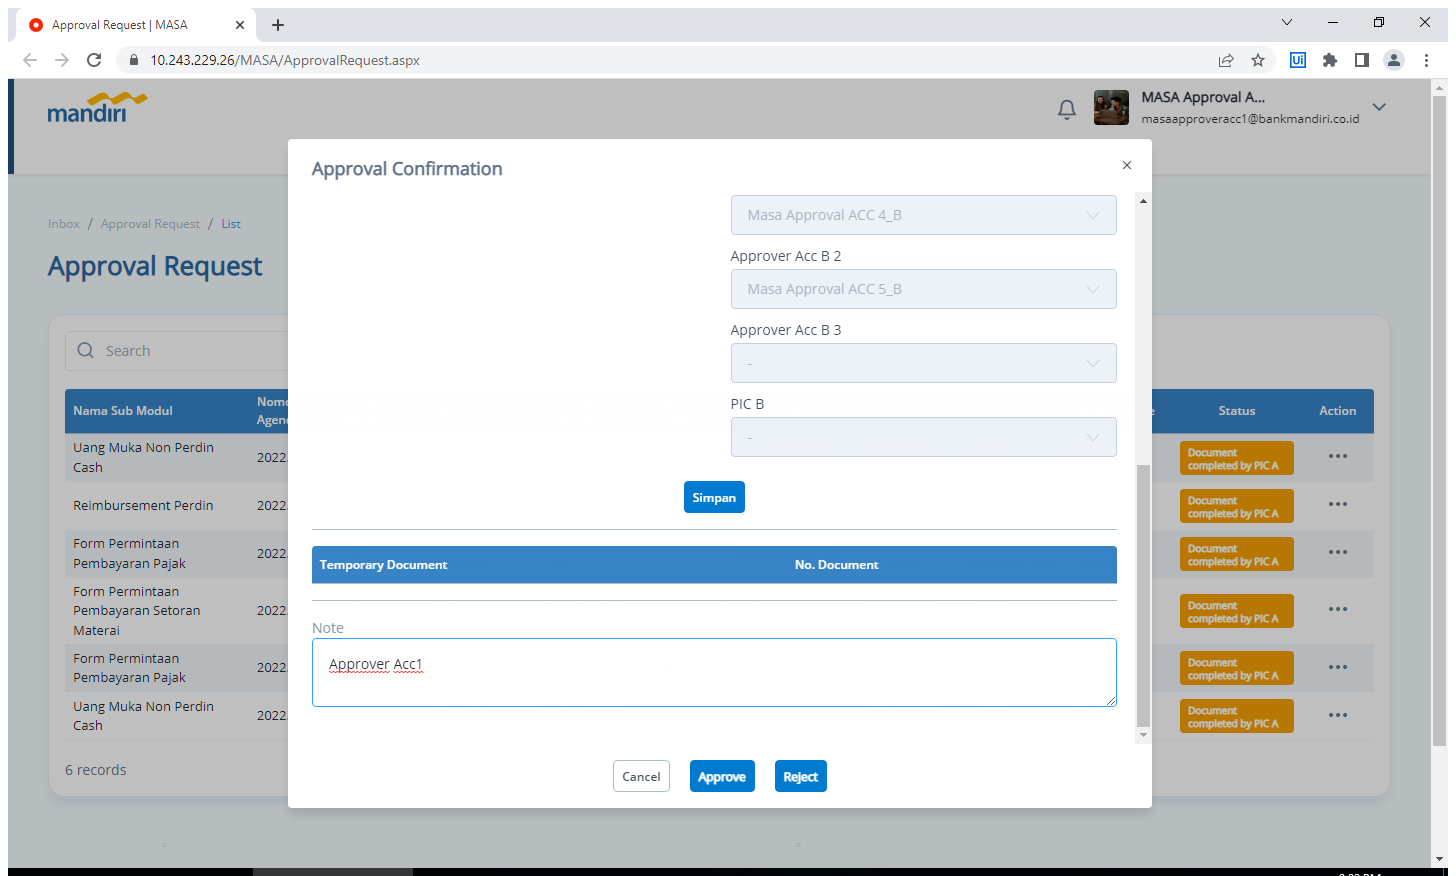 Approval Request | MASA
10.243.229.26/MASA/ApprovalRequest.aspx
Ui
mandiri
MASA Approval A...
masaapproveracc1@bankmandiri.co.id
Inbox / Approval Request / List
Approval Request
Search
Nama Sub Modul
Status
Action
Uang Muka Non Perdin
Cash
2022.
Document
completed by PIC A
Reimbursement Perdin
2022.
Document
completed by PIC A
Form Permintaan
Pembayaran Pajak
2022.
Document
completed by PIC A
Form Permintaan
Pembayaran Setoran
Materai
2022.
Document
completed by PIC A
Form Permintaan
Pembayaran Pajak
2022.
Document
completed by PIC A
Uang Muka Non Perdin
Cash
2022.
Document
completed by PIC A
6 records
Approval Confirmation
Masa Approval ACC 4_B
Approver Acc B 2
Masa Approval ACC 5_B
Approver Acc B 3
-
PIC B
-
Simpan
Temporary Document
No. Document
Note
Approver Acc1
Cancel
Approve
Reject